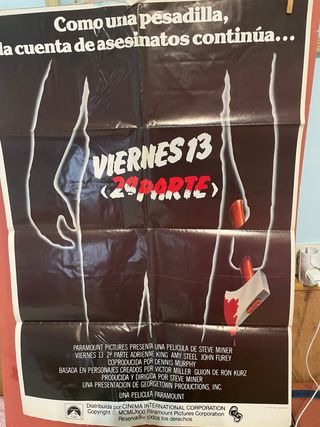 Como una pesadilla,
la cuenta de asesinatos continúa...
VIERNES 13
(2ª PARTE)
PARAMOUNT PICTURES PRESENTA UNA PELICULA DE STEVE MINER
VIERNES 13 2ª PARTE ADRIENNE KING AMY STEEL JOHN FUREY
COPRODUCIDA POR DENNIS MURPHY
BASADA EN PERSONAJES CREADOS POR VICTOR MILLER GUION DE RON KURZ
PRODUCIDA Y DIRIGIDA POR STEVE MINER
UNA PRESENTACION DE GEORGETOWN PRODUCTIONS, INC.
UNA PELICULA PARAMOUNT
Distribuida por CINEMA INTERNATIONAL CORPORATION
Copyright MCMLXXXI Paramount Pictures Corporation
Reservados todos los derechos